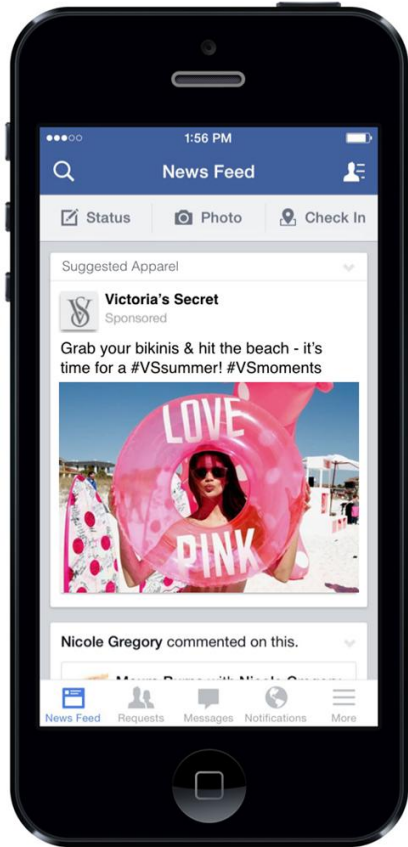 1:56 PM
News Feed
Status Photo Check In
Suggested Apparel
VS
Victoria's Secret
Sponsored
Grab your bikinis & hit the beach - it's
time for a #VSsummer! #VSmoments
LOVE
PINK
Nicole Gregory commented on this.
News Feed Requests Messages Notifications More